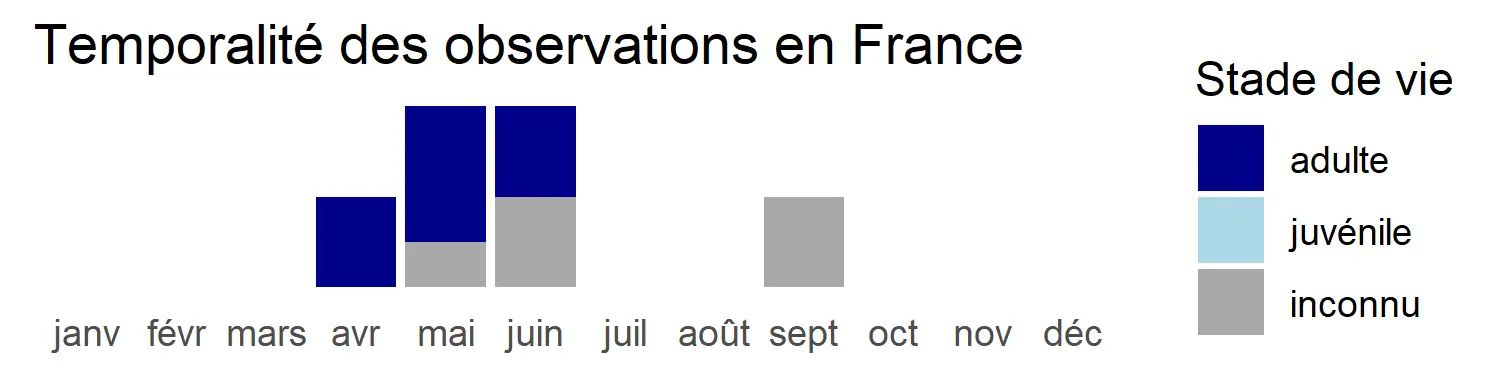 Temporalité des observations en France
Stade de vie
adulte
juvénile
inconnu
janv févr mars avr mai juin juil août sept oct nov déc